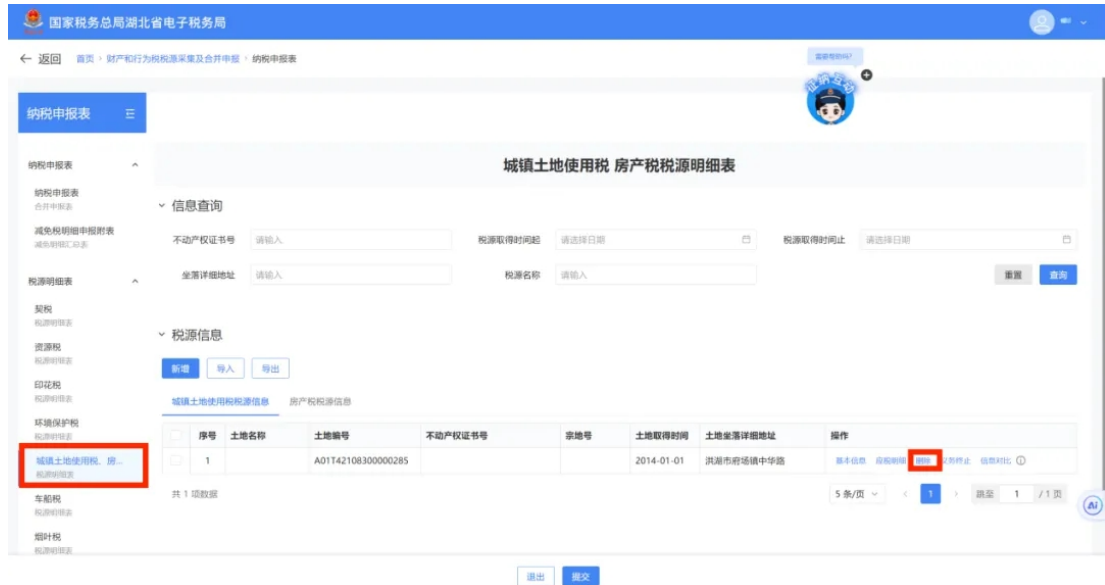 国家税务总局湖北省电子税务局
← 返回 首页 › 财产和行为税税源采集及合并申报 › 纳税申报表
需要帮助吗?
征纳互动
纳税申报表
城镇土地使用税 房产税税源明细表
纳税申报表
纳税申报表
合并申报表
减免税明细申报附表
减免明细汇总表
税源明细表
契税
税源明细表
资源税
税源明细表
印花税
税源明细表
环境保护税
税源明细表
城镇土地使用税、房...
税源明细表
车船税
税源明细表
烟叶税
税源明细表
信息查询
不动产权证书号 请输入 税源取得时间起 请选择日期 税源取得时间止 请选择日期
坐落详细地址 请输入 税源名称 请输入 重置 查询
税源信息
新增 导入 导出
城镇土地使用税税源信息 房产税税源信息
序号 土地名称 土地编号 不动产权证书号 宗地号 土地取得时间 土地坐落详细地址 操作
1 A01T42108300000285 2014-01-01 洪湖市府场镇中华路 基本信息 应税明细 删除 义务终止 信息对比
共 1 项数据 5 条/页 ‹ 1 › 跳至 1 / 1 页
Ai
退出 提交